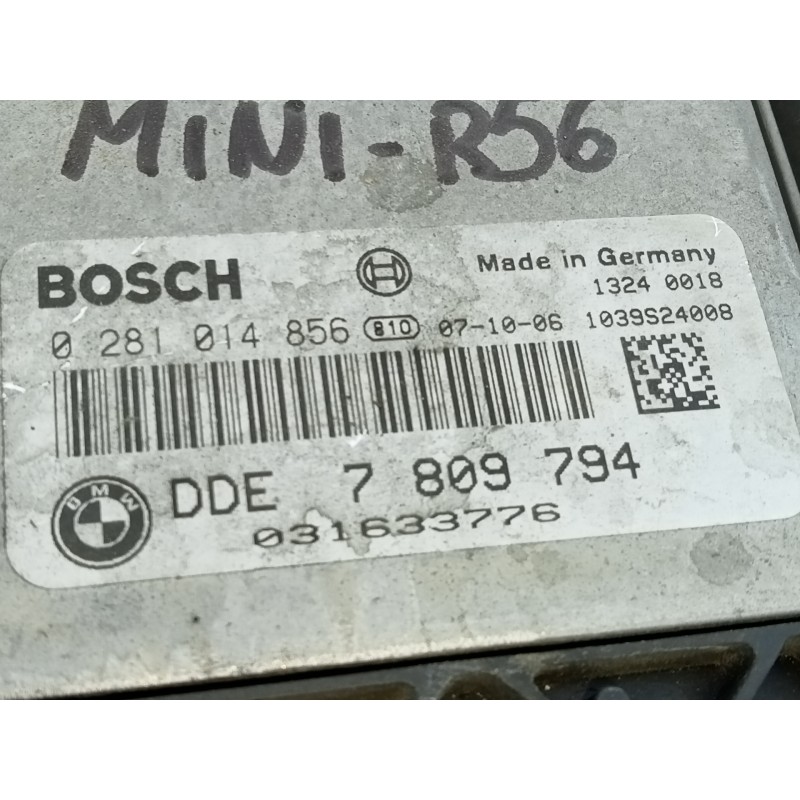 MINI-R56
BOSCH
Made in Germany
1324 0018
0 281 014 856 810 07-10-06 1039S24008
BMW
DDE 7 809 794
031633776